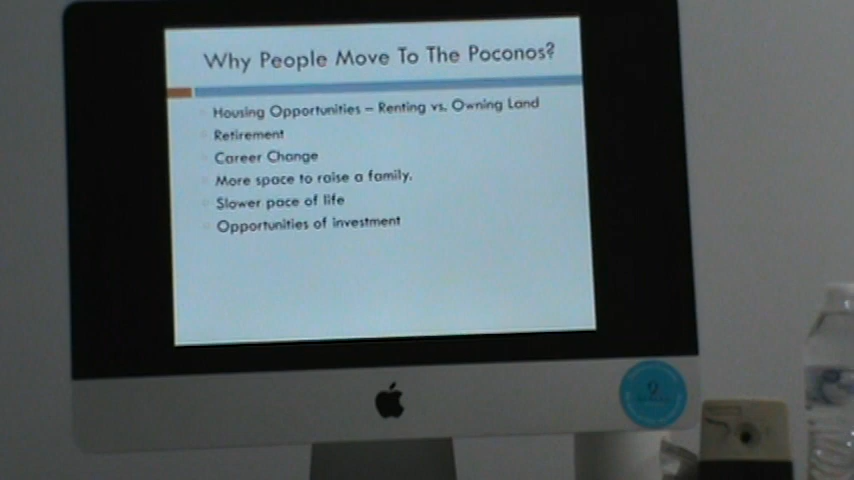 Why People Move To The Poconos?
Housing Opportunities – Renting vs. Owning Land
Retirement
Career Change
More space to raise a family.
Slower pace of life
Opportunities of investment